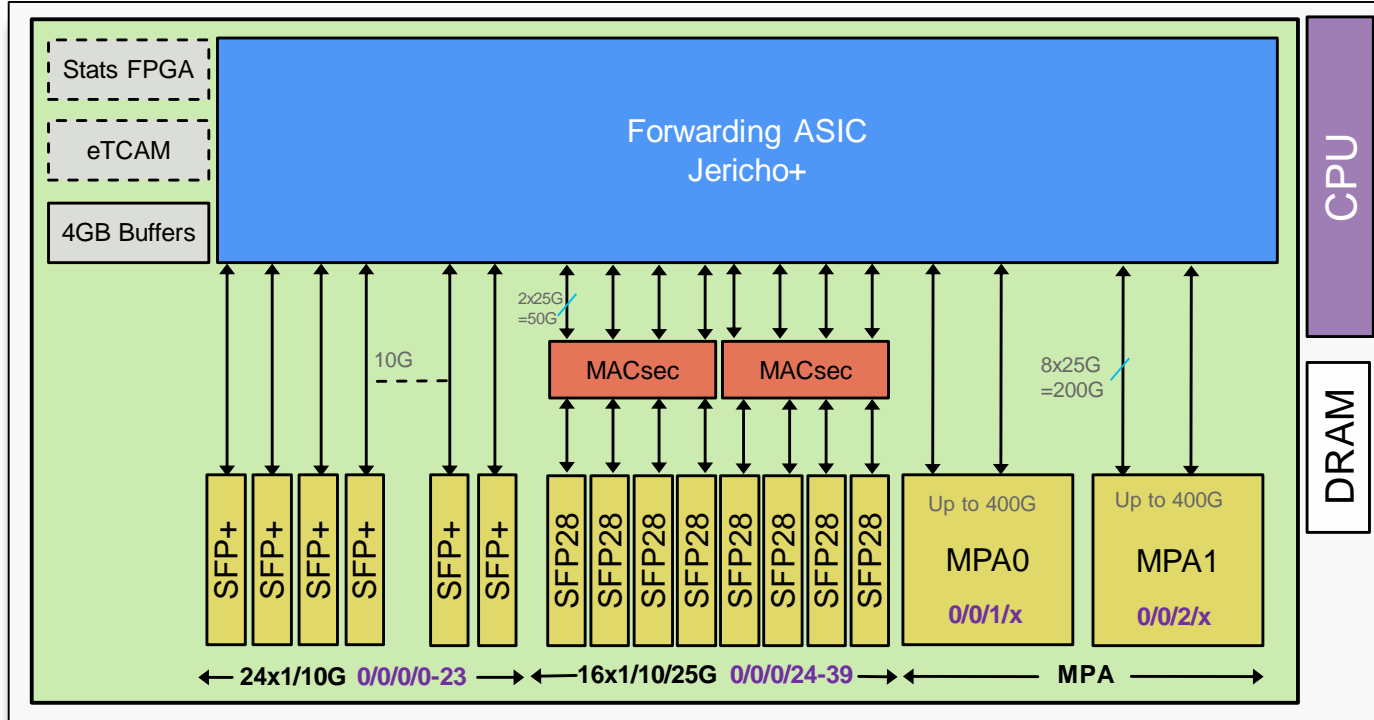 Stats FPGA
eTCAM
4GB Buffers
Forwarding ASIC
Jericho+
CPU
DRAM
2x25G
=50G
10G
MACsec
MACsec
8x25G
=200G
SFP+
SFP+
SFP+
SFP+
SFP+
SFP+
SFP28
SFP28
SFP28
SFP28
SFP28
SFP28
SFP28
SFP28
Up to 400G
MPA0
0/0/1/x
Up to 400G
MPA1
0/0/2/x
24x1/10G 0/0/0/0-23
16x1/10/25G 0/0/0/24-39
MPA